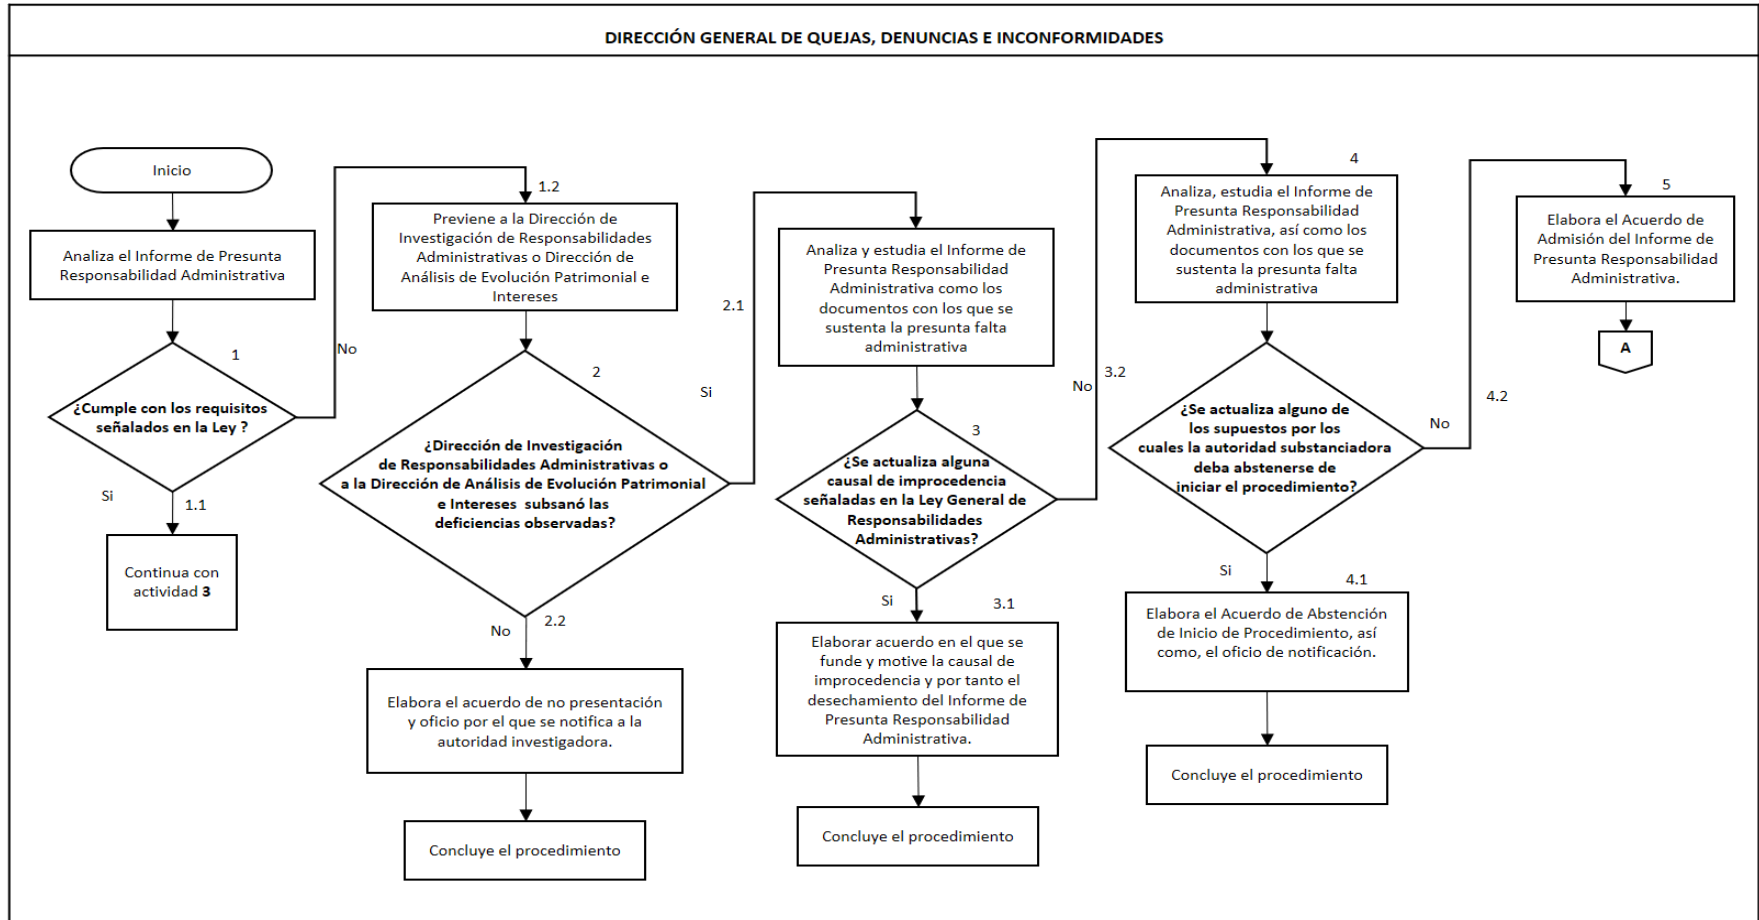 DIRECCIÓN GENERAL DE QUEJAS, DENUNCIAS E INCONFORMIDADES
Inicio
Analiza el Informe de Presunta
Responsabilidad Administrativa
1
¿Cumple con los requisitos
señalados en la Ley ?
No
Si
1.1
Continua con
actividad 3
1.2
Previene a la Dirección de
Investigación de Responsabilidades
Administrativas o Dirección de
Análisis de Evolución Patrimonial e
Intereses
2
¿Dirección de Investigación
de Responsabilidades Administrativas o
a la Dirección de Análisis de Evolución Patrimonial
e Intereses subsanó las
deficiencias observadas?
Si
2.1
No
2.2
Elabora el acuerdo de no presentación
y oficio por el que se notifica a la
autoridad investigadora.
Concluye el procedimiento
Analiza y estudia el Informe de
Presunta Responsabilidad
Administrativa como los
documentos con los que se
sustenta la presunta falta
administrativa
3
¿Se actualiza alguna
causal de improcedencia
señaladas en la Ley General de
Responsabilidades
Administrativas?
No
3.2
Si
3.1
Elaborar acuerdo en el que se
funde y motive la causal de
improcedencia y por tanto el
desechamiento del Informe de
Presunta Responsabilidad
Administrativa.
Concluye el procedimiento
4
Analiza, estudia el Informe de
Presunta Responsabilidad
Administrativa, así como los
documentos con los que se
sustenta la presunta falta
administrativa
¿Se actualiza alguno de
los supuestos por los
cuales la autoridad substanciadora
deba abstenerse de
iniciar el procedimiento?
No
4.2
Si
4.1
Elabora el Acuerdo de Abstención
de Inicio de Procedimiento, así
como, el oficio de notificación.
Concluye el procedimiento
5
Elabora el Acuerdo de
Admisión del Informe de
Presunta Responsabilidad
Administrativa.
A